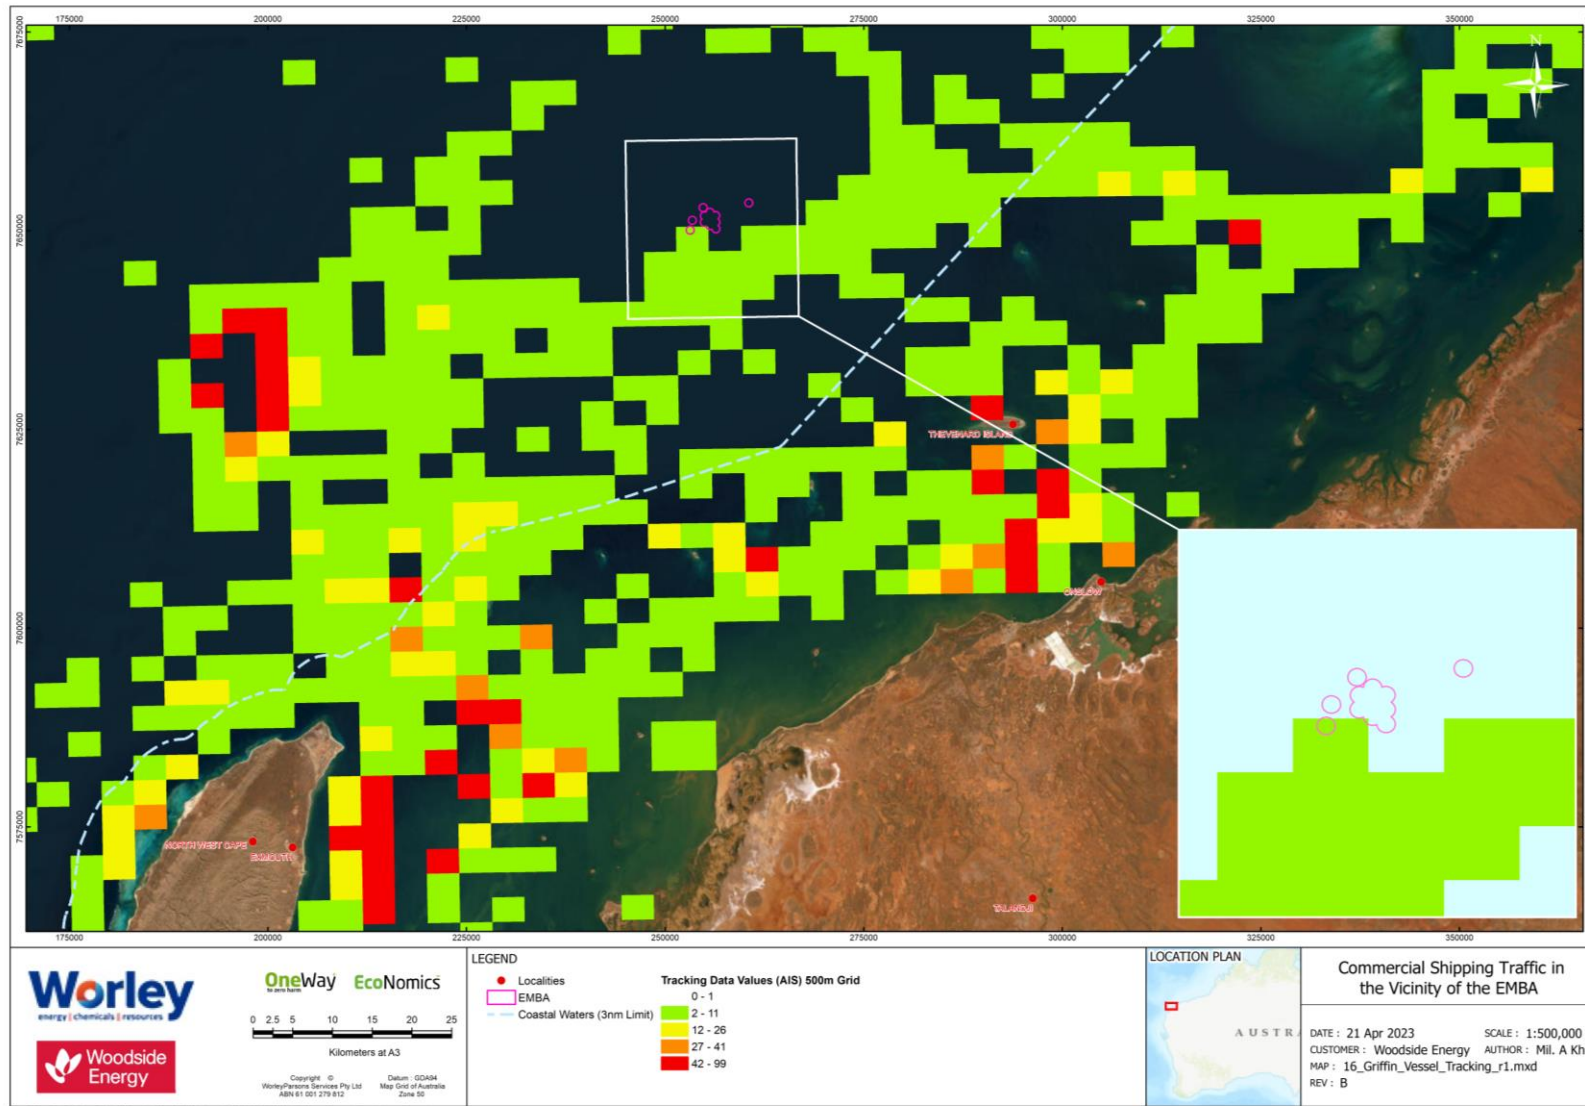 175000 200000 225000 250000 275000 300000 325000 350000
7675000
7650000
7625000
7600000
7575000
N
THEVENARD ISLAND
ONSLOW
NORTH WEST CAPE
EXMOUTH
TALANDJI
175000 200000 225000 250000 275000 300000 325000 350000
Worley
energy | chemicals | resources
OneWay
to zero harm
EcoNomics
Woodside
Energy
0 2.5 5 10 15 20 25
Kilometers at A3
Copyright ©
WorleyParsons Services Pty Ltd
ABN 61 001 279 812
Datum : GDA94
Map Grid of Australia
Zone 50
LEGEND
Localities
EMBA
Coastal Waters (3nm Limit)
Tracking Data Values (AIS) 500m Grid
0 - 1
2 - 11
12 - 26
27 - 41
42 - 99
LOCATION PLAN
AUSTRA
Commercial Shipping Traffic in
the Vicinity of the EMBA
DATE : 21 Apr 2023 SCALE : 1:500,000
CUSTOMER : Woodside Energy AUTHOR : Mil. A Kh
MAP : 16_Griffin_Vessel_Tracking_r1.mxd
REV : B